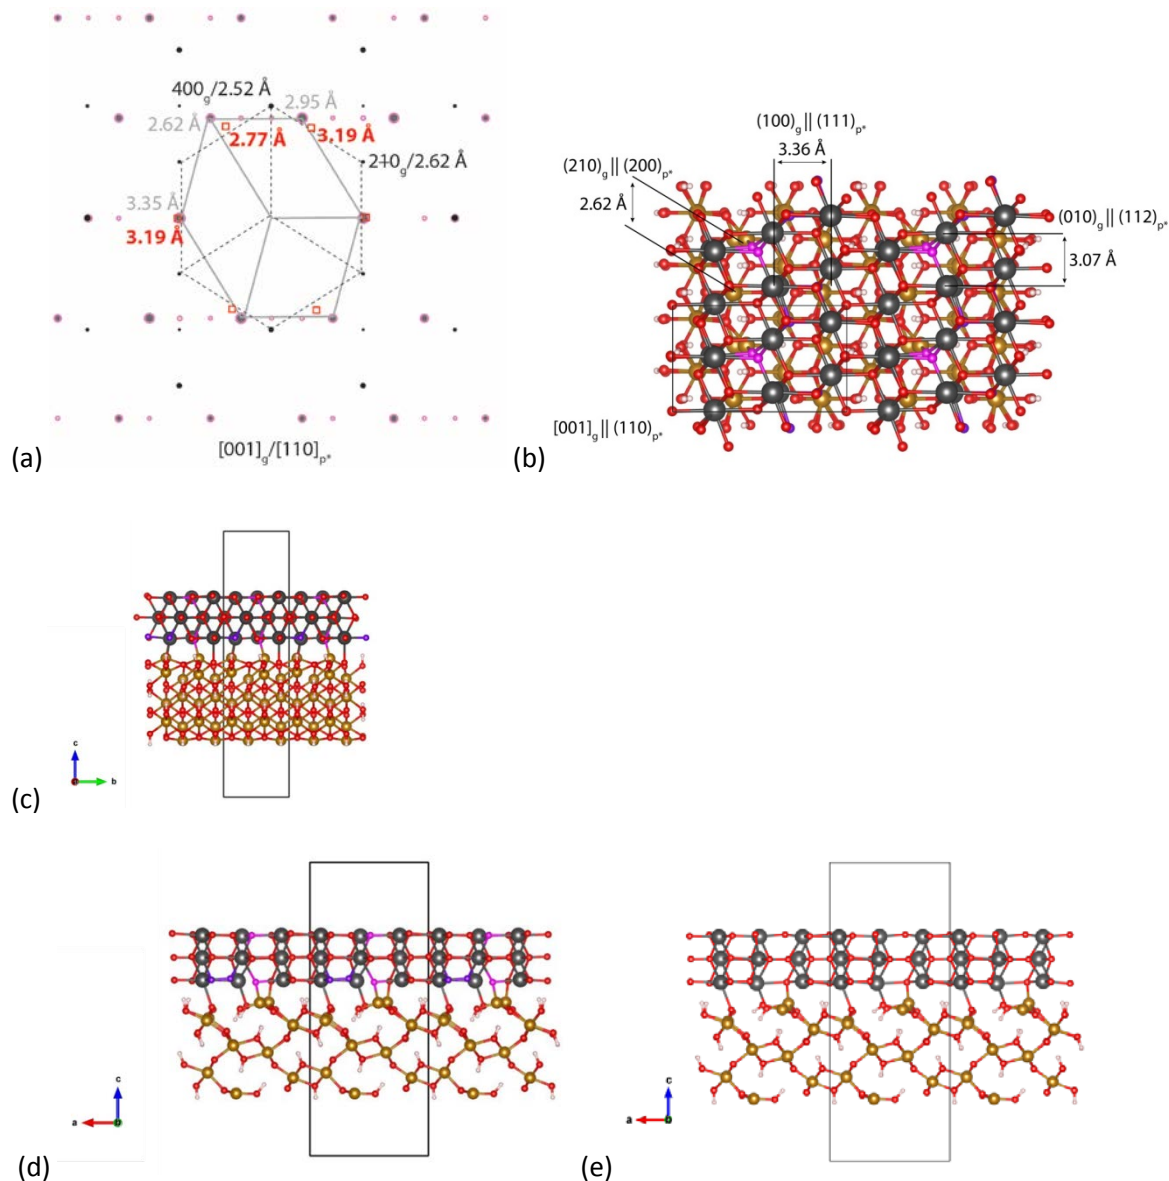 400g/2.52 Å
2.95 Å
2.62 Å
2.77 Å
3.19 Å
210g/2.62 Å
3.35 Å
3.19 Å
[001]g/[110]p*
(a)
(100)g || (111)p*
3.36 Å
(210)g || (200)p*
2.62 Å
(010)g || (112)p*
3.07 Å
[001]g || (110)p*
(b)
c
b
(c)
c
a
(d)
c
a
(e)